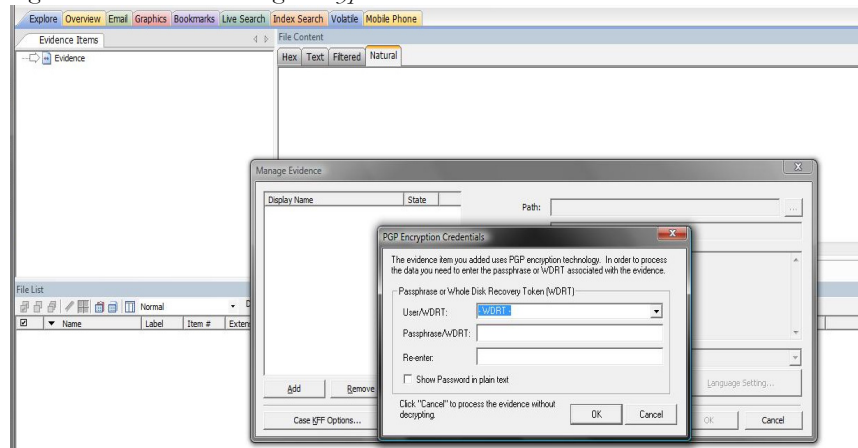 Explore Overview Email Graphics Bookmarks Live Search Index Search Volatile Mobile Phone
Evidence Items
File Content
Hex Text Filtered Natural
Evidence
Manage Evidence
Display Name State
Path:
...
PGP Encryption Credentials
The evidence item you added uses PGP encryption technology. In order to process
the data you need to enter the passphrase or WDRT associated with the evidence.
Passphrase or Whole Disk Recovery Token (WDRT)
User/WDRT: - WDRT -
Passphrase/WDRT:
Re-enter:
Show Password in plain text
Click "Cancel" to process the evidence without
decrypting.
OK Cancel
File List
Normal
Name Label Item # Exten
Add Remove
Language Setting...
Case KFF Options...
OK Cancel